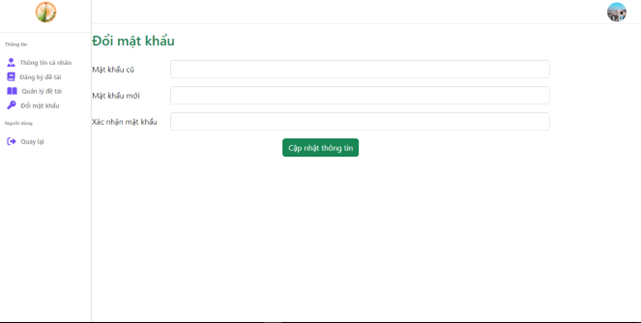 Thông tin
Thông tin cá nhân
Đăng ký đề tài
Quản lý đề tài
Đổi mật khẩu
Người dùng
Quay lại
Đổi mật khẩu
Mật khẩu cũ
Mật khẩu mới
Xác nhận mật khẩu
Cập nhật thông tin